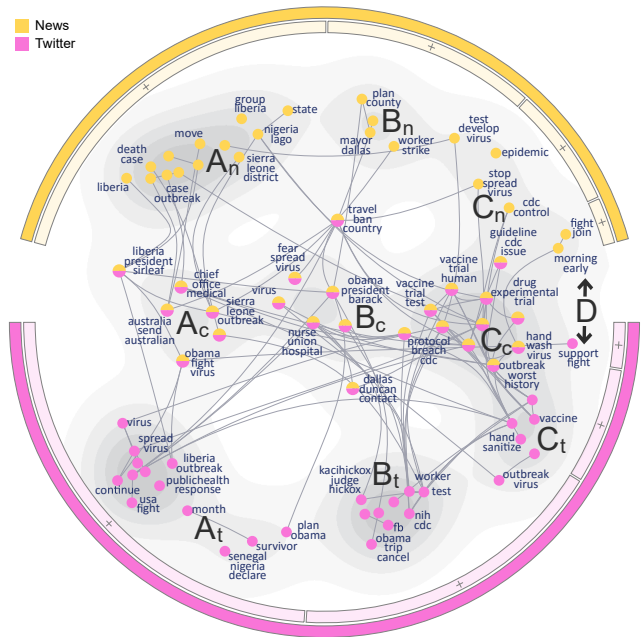 News
Twitter
group
liberia
state
plan
county
move
nigeria
lago
Bn
test
develop
virus
death
case
An
mayor
dallas
worker
strike
epidemic
sierra
leone
district
liberia
case
outbreak
stop
spread
virus
Cn
cdc
control
travel
ban
country
fight
join
guideline
cdc
issue
morning
early
liberia
president
sirleaf
fear
spread
virus
vaccine
trial
human
chief
office
medical
virus
obama
president
barack
vaccine
trial
test
drug
experimental
trial
D
australia
send
australian
Ac
sierra
leone
outbreak
nurse
union
hospital
Bc
protocol
breach
cdc
Cc
hand
wash
virus
support
fight
obama
fight
virus
outbreak
worst
history
dallas
duncan
contact
virus
vaccine
spread
virus
hand
sanitize
Ct
liberia
outbreak
continue
publichealth
response
usa
fight
kacihickox
judge
hickox
Bt
worker
test
outbreak
virus
month
At
nih
cdc
fb
plan
obama
survivor
obama
trip
cancel
senegal
nigeria
declare